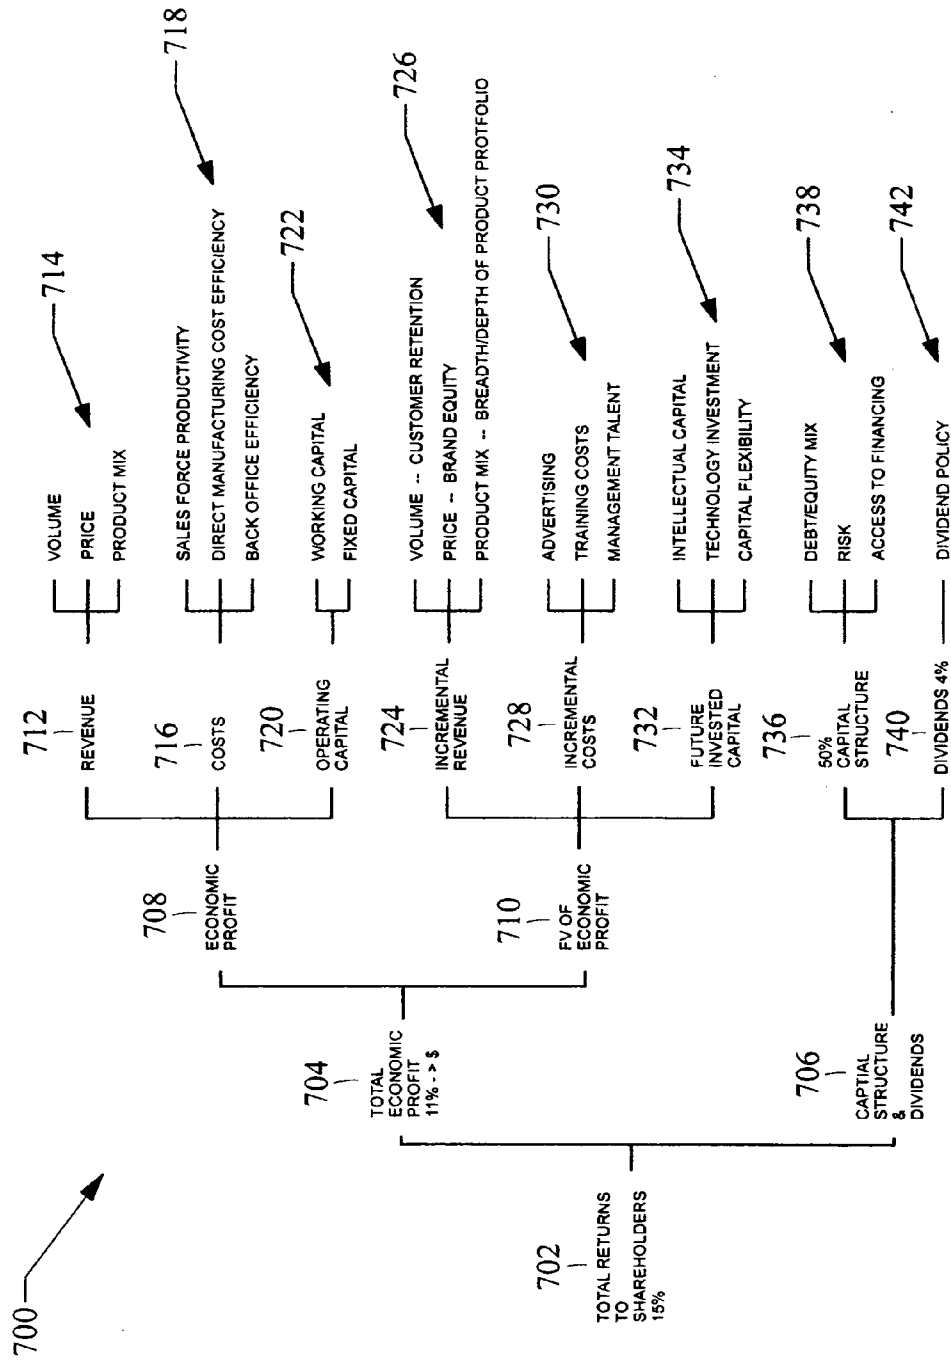 700
702
TOTAL RETURNS
TO
SHAREHOLDERS
15%
704
TOTAL
ECONOMIC
PROFIT
11% - > $
706
CAPTIAL
STRUCTURE
&
DIVIDENDS
708
ECONOMIC
PROFIT
710
FV OF
ECONOMIC
PROFIT
712
REVENUE
716
COSTS
720
OPERATING
CAPITAL
724
INCREMENTAL
REVENUE
728
INCREMENTAL
COSTS
732
FUTURE
INVESTED
CAPITAL
736
50%
CAPITAL
STRUCTURE
740
DIVIDENDS 4%
714
VOLUME
PRICE
PRODUCT MIX
718
SALES FORCE PRODUCTIVITY
DIRECT MANUFACTURING COST EFFICIENCY
BACK OFFICE EFFICIENCY
722
WORKING CAPITAL
FIXED CAPITAL
726
VOLUME -- CUSTOMER RETENTION
PRICE -- BRAND EQUITY
PRODUCT MIX -- BREADTH/DEPTH OF PRODUCT PROTFOLIO
730
ADVERTISING
TRAINING COSTS
MANAGEMENT TALENT
734
INTELLECTUAL CAPITAL
TECHNOLOGY INVESTMENT
CAPITAL FLEXIBILITY
738
DEBT/EQUITY MIX
RISK
ACCESS TO FINANCING
742
DIVIDEND POLICY